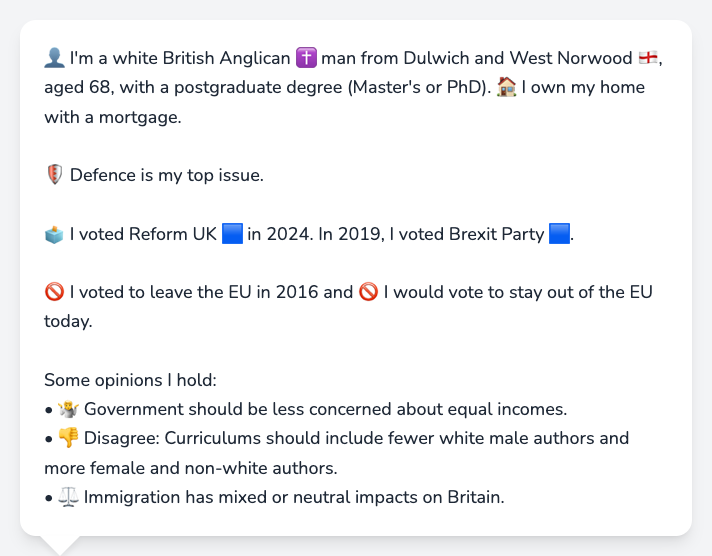 👤 I'm a white British Anglican ✝️ man from Dulwich and West Norwood 🏴󠁧󠁢󠁥󠁮󠁧󠁿,
aged 68, with a postgraduate degree (Master's or PhD). 🏠 I own my home
with a mortgage.
🛡️ Defence is my top issue.
🗳️ I voted Reform UK 🟦 in 2024. In 2019, I voted Brexit Party 🟦.
🚫 I voted to leave the EU in 2016 and 🚫 I would vote to stay out of the EU
today.
Some opinions I hold:
• 🤷 Government should be less concerned about equal incomes.
• 👎 Disagree: Curriculums should include fewer white male authors and
more female and non-white authors.
• ⚖️ Immigration has mixed or neutral impacts on Britain.